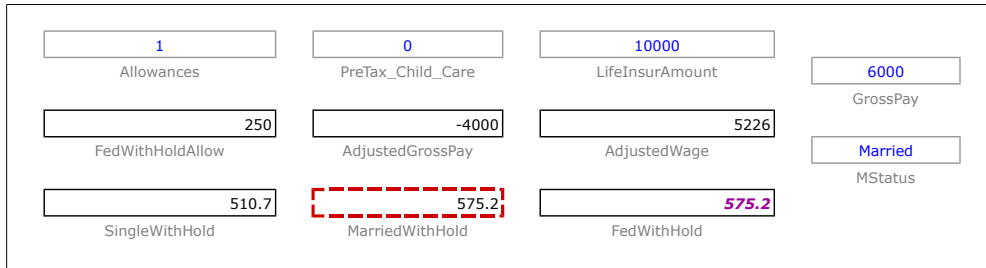 1
Allowances
0
PreTax_Child_Care
10000
LifeInsurAmount
6000
GrossPay
250
FedWithHoldAllow
-4000
AdjustedGrossPay
5226
AdjustedWage
Married
MStatus
510.7
SingleWithHold
575.2
MarriedWithHold
575.2
FedWithHold